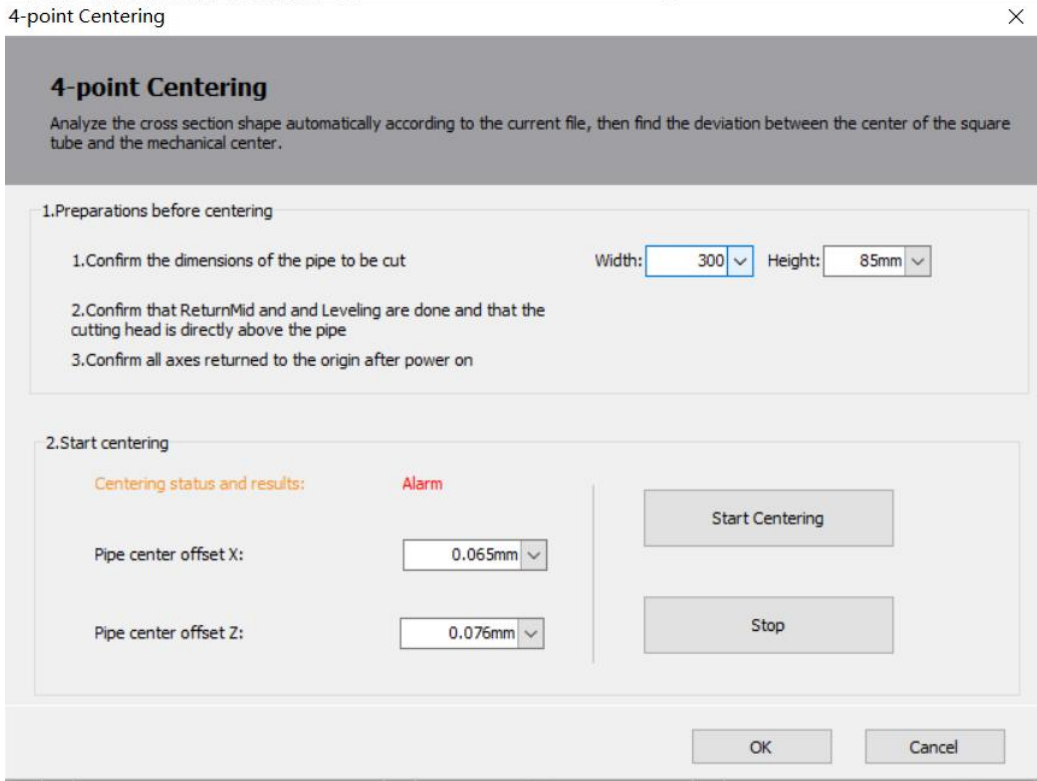 4-point Centering
4-point Centering
Analyze the cross section shape automatically according to the current file, then find the deviation between the center of the square
tube and the mechanical center.
1.Preparations before centering
1.Confirm the dimensions of the pipe to be cut
Width: 300 Height: 85mm
2.Confirm that ReturnMid and and Leveling are done and that the
cutting head is directly above the pipe
3.Confirm all axes returned to the origin after power on
2.Start centering
Centering status and results: Alarm
Start Centering
Pipe center offset X: 0.065mm
Pipe center offset Z: 0.076mm
Stop
OK Cancel